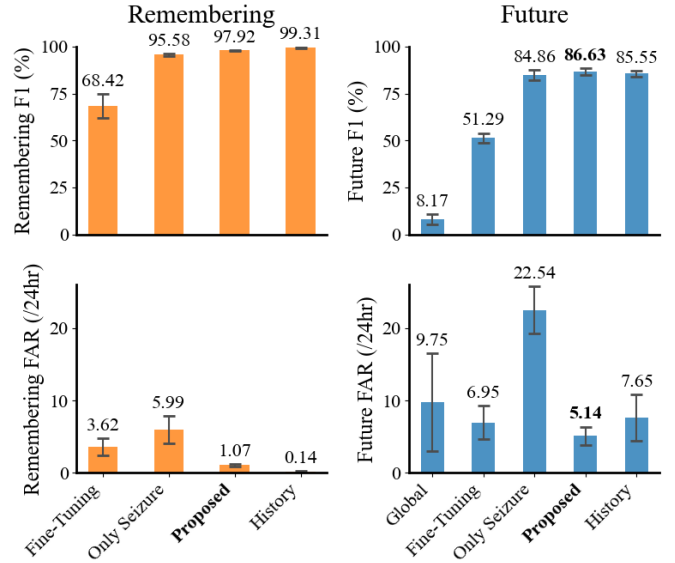 Remembering
Future
Remembering F1 (%)
100
75
50
25
0
68.42
95.58
97.92
99.31
Future F1 (%)
100
75
50
25
0
8.17
51.29
84.86
86.63
85.55
Remembering FAR (/24hr)
20
10
0
3.62
5.99
1.07
0.14
Fine-Tuning
Only Seizure
Proposed
History
Future FAR (/24hr)
20
10
0
9.75
6.95
22.54
5.14
7.65
Global
Fine-Tuning
Only Seizure
Proposed
History